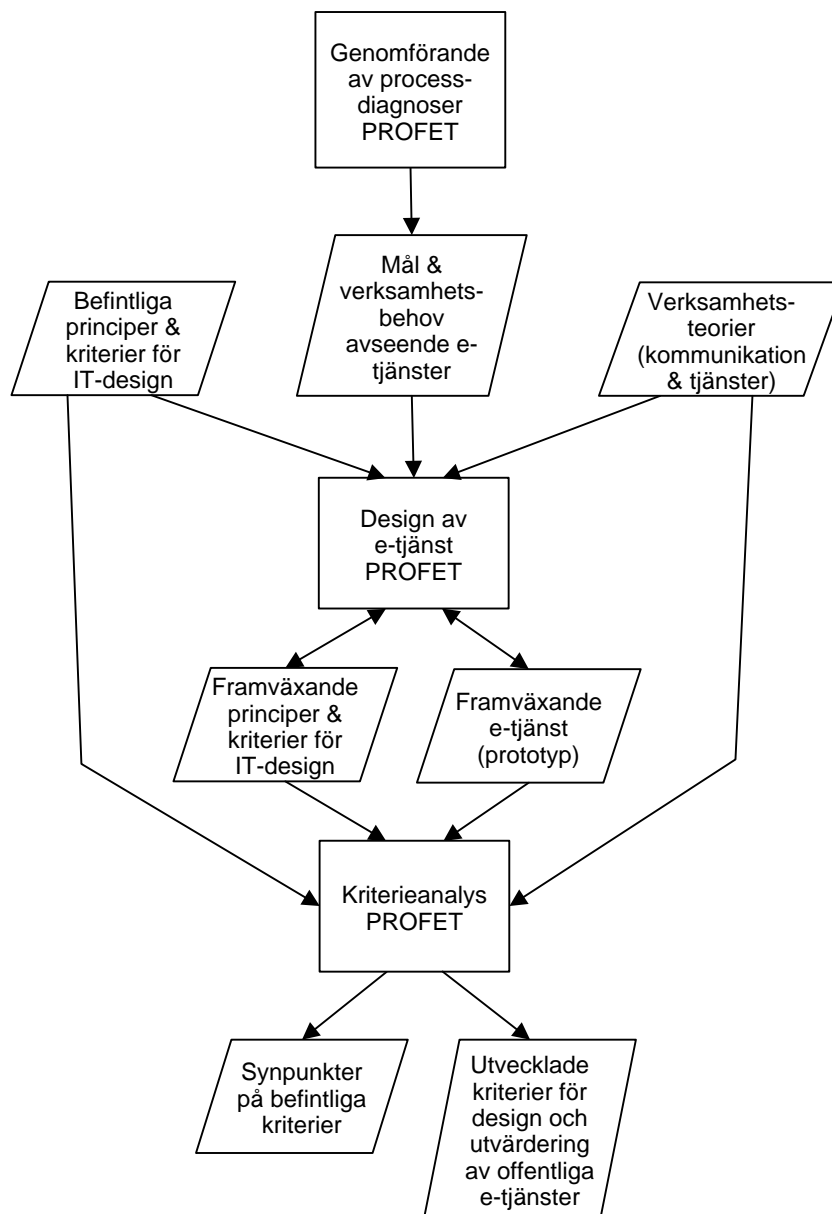 Genomförande
av process-
diagnoser
PROFET
Mål &
verksamhets-
behov
avseende e-
tjänster
Befintliga
principer &
kriterier för
IT-design
Verksamhets-
teorier
(kommunikation
& tjänster)
Design av
e-tjänst
PROFET
Framväxande
principer &
kriterier för
IT-design
Framväxande
e-tjänst
(prototyp)
Kriterieanalys
PROFET
Synpunkter
på befintliga
kriterier
Utvecklade
kriterier för
design och
utvärdering
av offentliga
e-tjänster